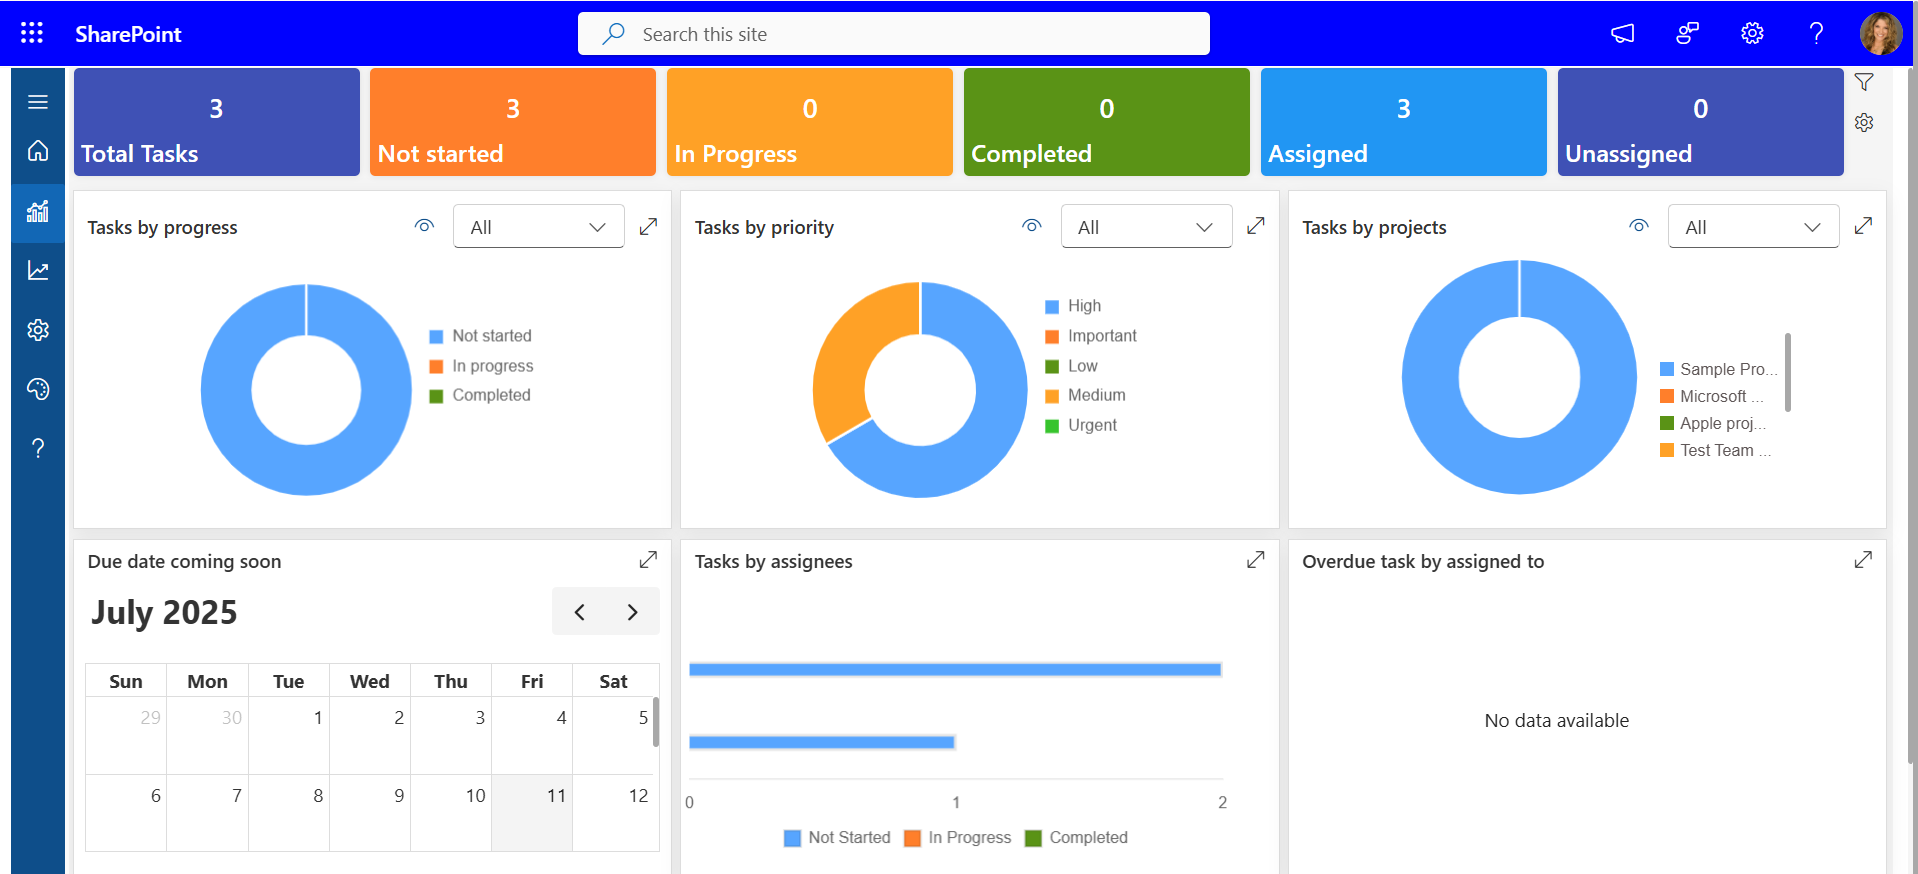 SharePoint
Search this site
3
Total Tasks
3
Not started
0
In Progress
0
Completed
3
Assigned
0
Unassigned
Tasks by progress
All
Not started
In progress
Completed
Tasks by priority
All
High
Important
Low
Medium
Urgent
Tasks by projects
All
Sample Pro...
Microsoft ...
Apple proj...
Test Team ...
Due date coming soon
July 2025
Sun Mon Tue Wed Thu Fri Sat
29 30 1 2 3 4 5
6 7 8 9 10 11 12
Tasks by assignees
0 1 2
Not Started In Progress Completed
Overdue task by assigned to
No data available